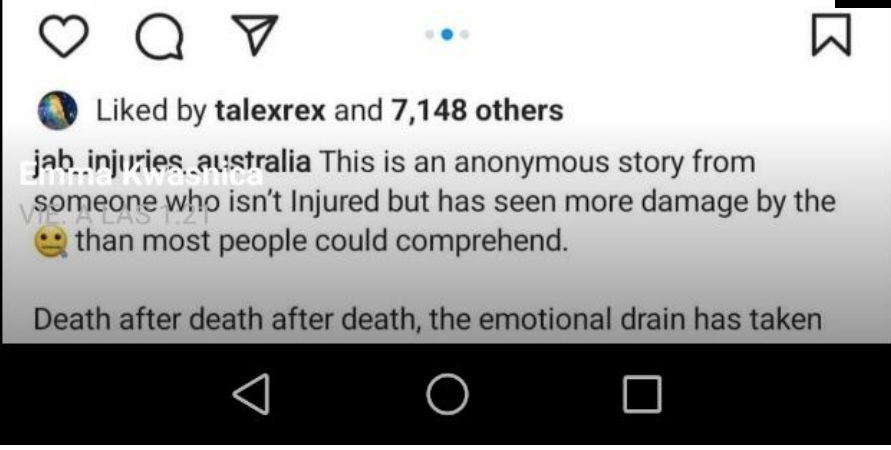 Liked by talexrex and 7,148 others
jab_injuries_australia This is an anonymous story from
Emma Kwasnica
someone who isn't Injured but has seen more damage by the
VIE. A LAS 1:21
🤐 than most people could comprehend.
Death after death after death, the emotional drain has taken